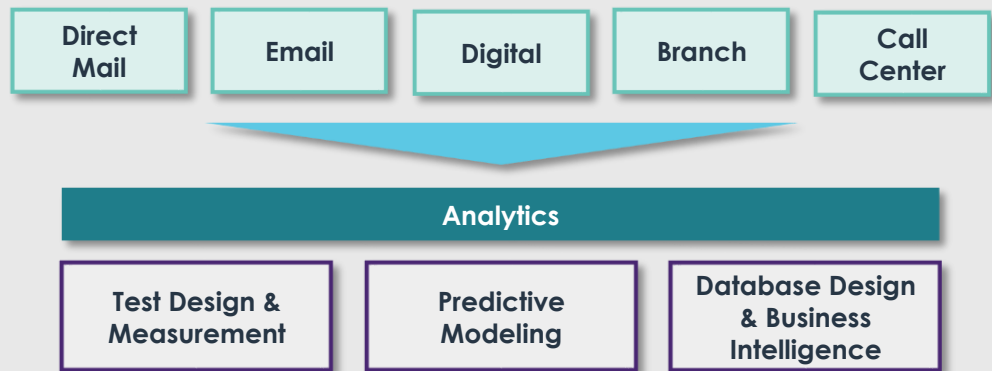 Direct
Mail
Email
Digital
Branch
Call
Center
Analytics
Test Design &
Measurement
Predictive
Modeling
Database Design
& Business
Intelligence